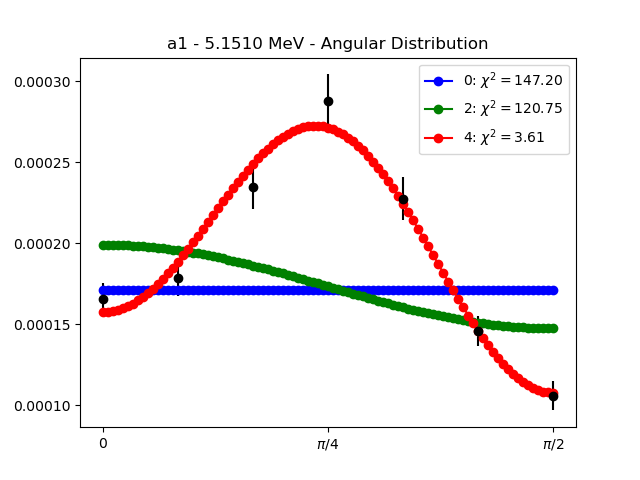 a1 - 5.1510 MeV - Angular Distribution
0: χ² = 147.20
2: χ² = 120.75
4: χ² = 3.61
0.00030
0.00025
0.00020
0.00015
0.00010
0 π/4 π/2